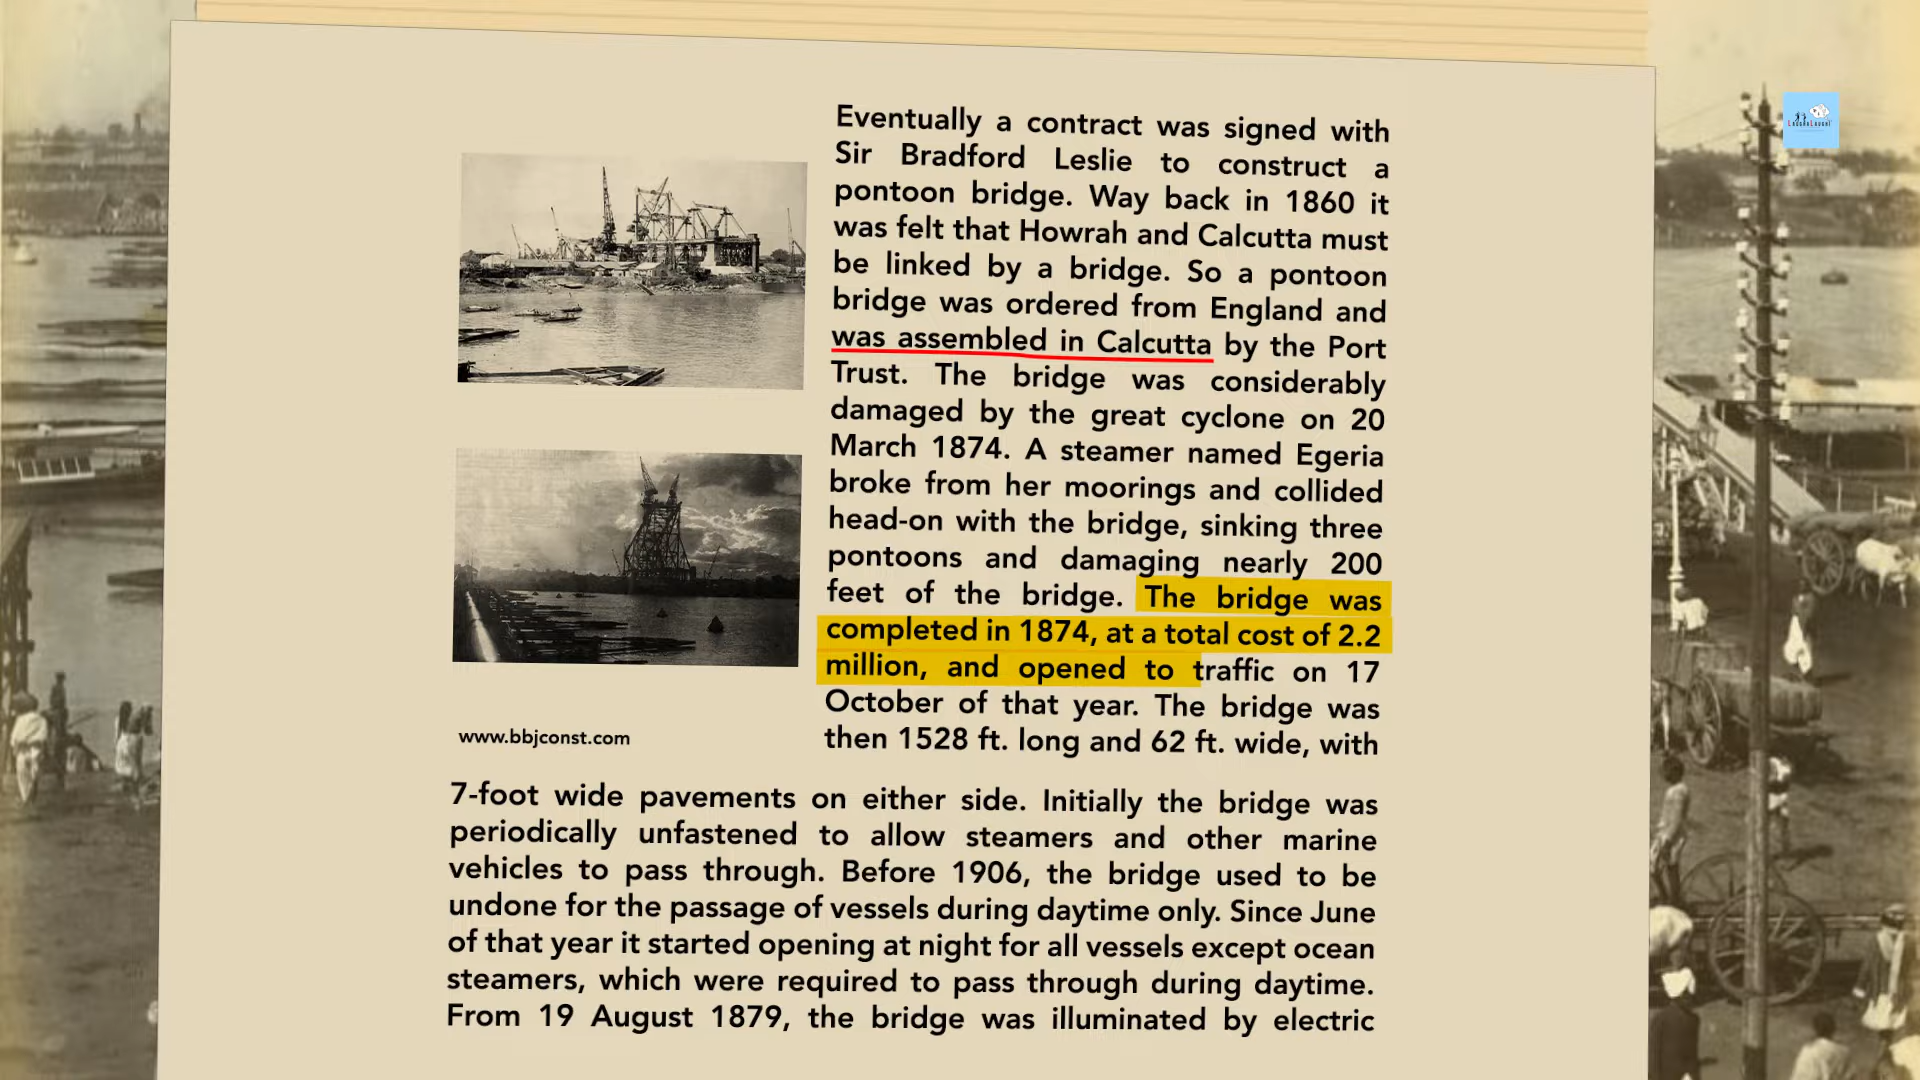 Eventually a contract was signed with
Sir Bradford Leslie to construct a
pontoon bridge. Way back in 1860 it
was felt that Howrah and Calcutta must
be linked by a bridge. So a pontoon
bridge was ordered from England and
was assembled in Calcutta by the Port
Trust. The bridge was considerably
damaged by the great cyclone on 20
March 1874. A steamer named Egeria
broke from her moorings and collided
head-on with the bridge, sinking three
pontoons and damaging nearly 200
feet of the bridge. The bridge was
completed in 1874, at a total cost of 2.2
million, and opened to traffic on 17
October of that year. The bridge was
then 1528 ft. long and 62 ft. wide, with
www.bbjconst.com
7-foot wide pavements on either side. Initially the bridge was
periodically unfastened to allow steamers and other marine
vehicles to pass through. Before 1906, the bridge used to be
undone for the passage of vessels during daytime only. Since June
of that year it started opening at night for all vessels except ocean
steamers, which were required to pass through during daytime.
From 19 August 1879, the bridge was illuminated by electric